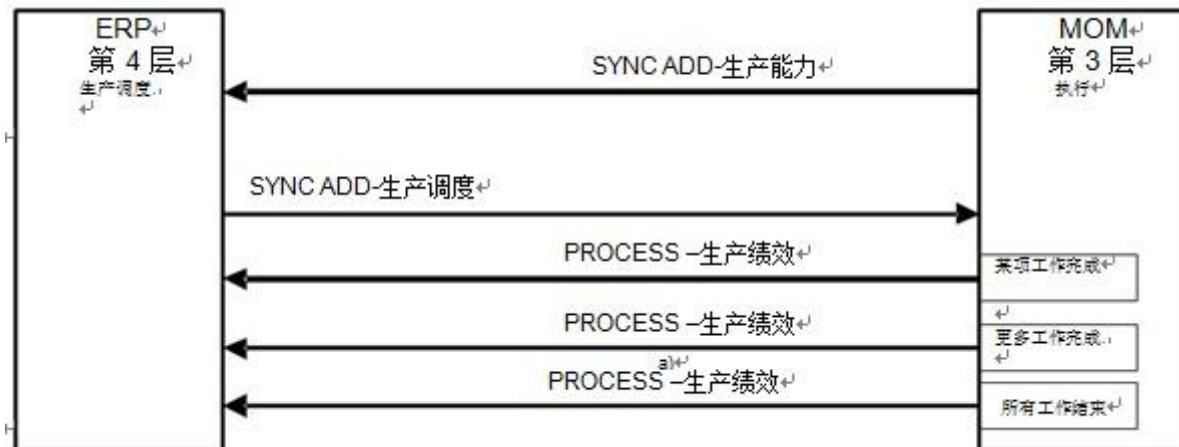 ERP
第 4 层
生产调度
SYNC ADD-生产能力
MOM
第 3 层
执行
SYNC ADD-生产调度
PROCESS –生产绩效
某项工作完成
PROCESS –生产绩效
更多工作完成
a)
PROCESS –生产绩效
所有工作结束